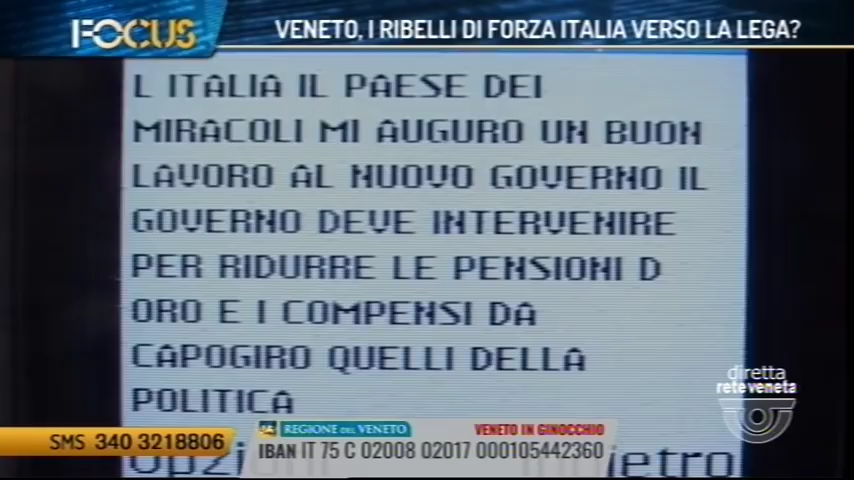 FOCUS
VENETO, I RIBELLI DI FORZA ITALIA VERSO LA LEGA?
L ITALIA IL PAESE DEI
MIRACOLI MI AUGURO UN BUON
LAVORO AL NUOVO GOVERNO IL
GOVERNO DEVE INTERVENIRE
PER RIDURRE LE PENSIONI D
ORO E I COMPENSI DA
CAPOGIRO QUELLI DELLA
POLITICA
diretta
reteveneta
REGIONE DEL VENETO
VENETO IN GINOCCHIO
SMS 340 3218806
IBAN IT 75 C 02008 02017 000105442360